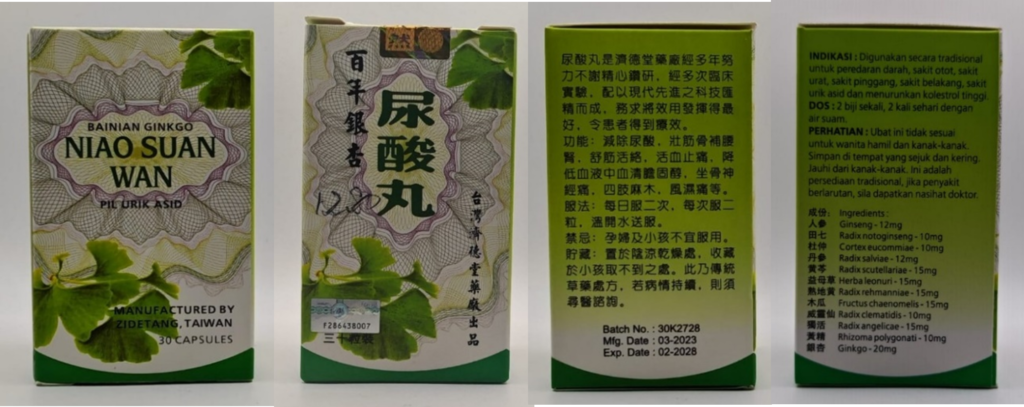 BAINIAN GINKGO
NIAO SUAN
WAN
PIL URIK ASID
MANUFACTURED BY
ZIDETANG, TAIWAN
30 CAPSULES
百年銀杏
尿酸丸
12.80
台灣濟德堂藥廠出品
F286438007
三十粒裝
尿酸丸是濟德堂藥廠經多年努
力不謝精心鑽研，經多次臨床
實驗，配以現代先進之科技匯
精而成，務求將效用發揮得最
好，令患者得到療效。
功能：減除尿酸，壯筋骨補腰
腎，舒筋活絡，活血止痛，降
低血液中血清膽固醇，坐骨神
經痛，四肢麻木，風濕痛等。
服法：每日服二次，每次服二
粒，溫開水送服。
禁忌：孕婦及小孩不宜服用。
貯藏：置於陰涼乾燥處，收藏
於小孩取不到之處。此乃傳統
草藥處方，若病情持續，則須
尋醫諮詢。
Batch No. : 30K2728
Mfg. Date : 03-2023
Exp. Date : 02-2028
INDIKASI : Digunakan secara tradisional
untuk peredaran darah, sakit otot, sakit
urat, sakit pinggang, sakit belakang, sakit
urik asid dan menurunkan kolestrol tinggi.
DOS : 2 biji sekali, 2 kali sehari dengan
air suam.
PERHATIAN : Ubat ini tidak sesuai
untuk wanita hamil dan kanak-kanak.
Simpan di tempat yang sejuk dan kering.
Jauhi dari kanak-kanak. Ini adalah
persediaan tradisional, jika penyakit
berlarutan, sila dapatkan nasihat doktor.
成份： Ingredients :
人參 Ginseng - 12mg
田七 Radix notoginseng - 10mg
杜仲 Cortex eucommiae - 10mg
丹參 Radix salviae - 12mg
黃芩 Radix scutellariae - 15mg
益母草 Herba leonuri - 15mg
熟地黃 Radix rehmanniae - 15mg
木瓜 Fructus chaenomelis - 15mg
威靈仙 Radix clematidis - 10mg
獨活 Radix angelicae - 15mg
黃精 Rhizoma polygonati - 10mg
銀杏 Ginkgo - 20mg